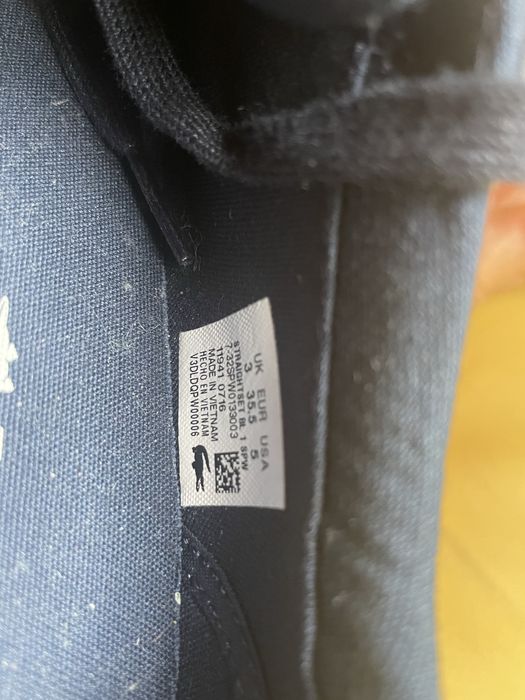 UK EUR USA
3 35.5 5
STRAIGHTSET BL 1 SPW
7-32SPW0133003
11941 0716
MADE IN VIETNAM
HECHO EN VIETNAM
V3DLDQPW00006